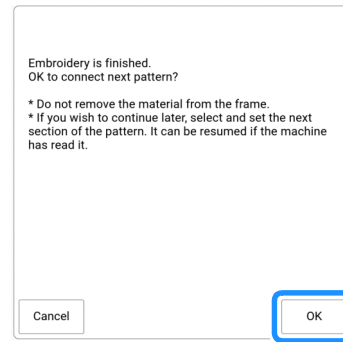 Embroidery is finished.
OK to connect next pattern?
* Do not remove the material from the frame.
* If you wish to continue later, select and set the next
section of the pattern. It can be resumed if the machine
has read it.
Cancel
OK